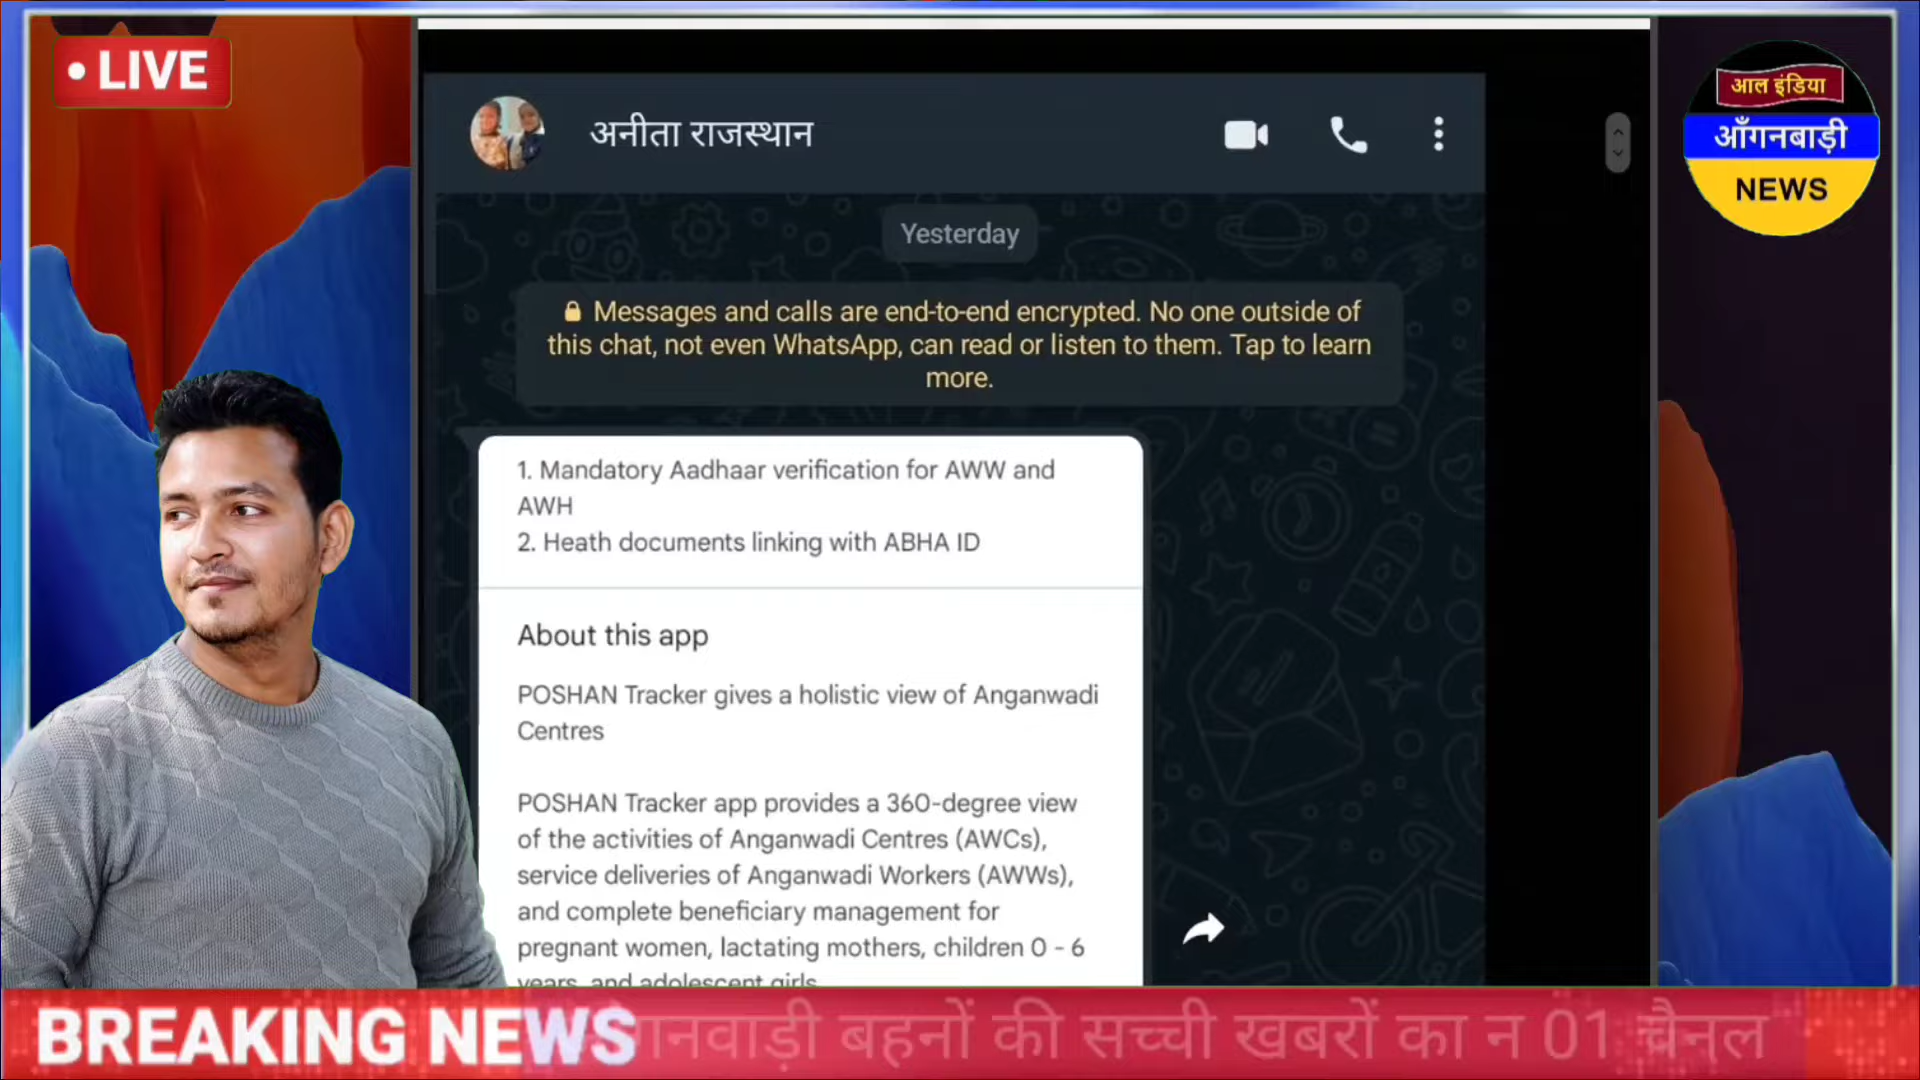 • LIVE
आल इंडिया
आँगनबाड़ी
NEWS
अनीता राजस्थान
Yesterday
Messages and calls are end-to-end encrypted. No one outside of
this chat, not even WhatsApp, can read or listen to them. Tap to learn
more.
1. Mandatory Aadhaar verification for AWW and
AWH
2. Heath documents linking with ABHA ID
About this app
POSHAN Tracker gives a holistic view of Anganwadi
Centres
POSHAN Tracker app provides a 360-degree view
of the activities of Anganwadi Centres (AWCs),
service deliveries of Anganwadi Workers (AWWs),
and complete beneficiary management for
pregnant women, lactating mothers, children 0 - 6
years, and adolescent girls
BREAKING NEWS
बहनों की सच्ची खबरों का न 01 चैनल